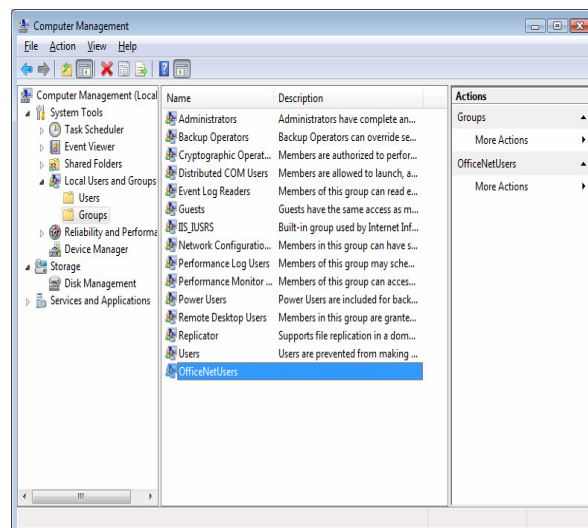 Computer Management
File Action View Help
Computer Management (Local
System Tools
Task Scheduler
Event Viewer
Shared Folders
Local Users and Groups
Users
Groups
Reliability and Performa
Device Manager
Storage
Disk Management
Services and Applications
Name Description
Administrators Administrators have complete an...
Backup Operators Backup Operators can override se...
Cryptographic Operat... Members are authorized to perfor...
Distributed COM Users Members are allowed to launch, a...
Event Log Readers Members of this group can read e...
Guests Guests have the same access as m...
IIS_IUSRS Built-in group used by Internet Inf...
Network Configuratio... Members in this group can have s...
Performance Log Users Members of this group may sche...
Performance Monitor ... Members of this group can acces...
Power Users Power Users are included for back...
Remote Desktop Users Members in this group are grante...
Replicator Supports file replication in a dom...
Users Users are prevented from making ...
OfficeNetUsers
Actions
Groups
More Actions
OfficeNetUsers
More Actions